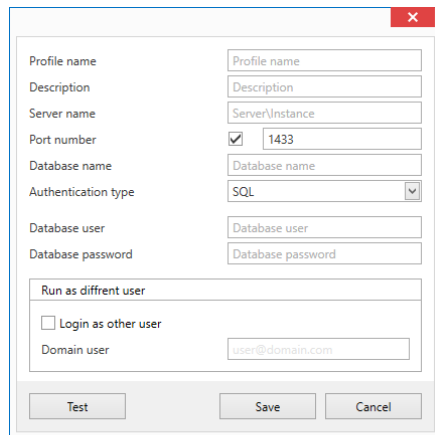 Profile name Profile name
Description Description
Server name Server\Instance
Port number 1433
Database name Database name
Authentication type SQL
Database user Database user
Database password Database password
Run as diffrent user
Login as other user
Domain user user@domain.com
Test Save Cancel